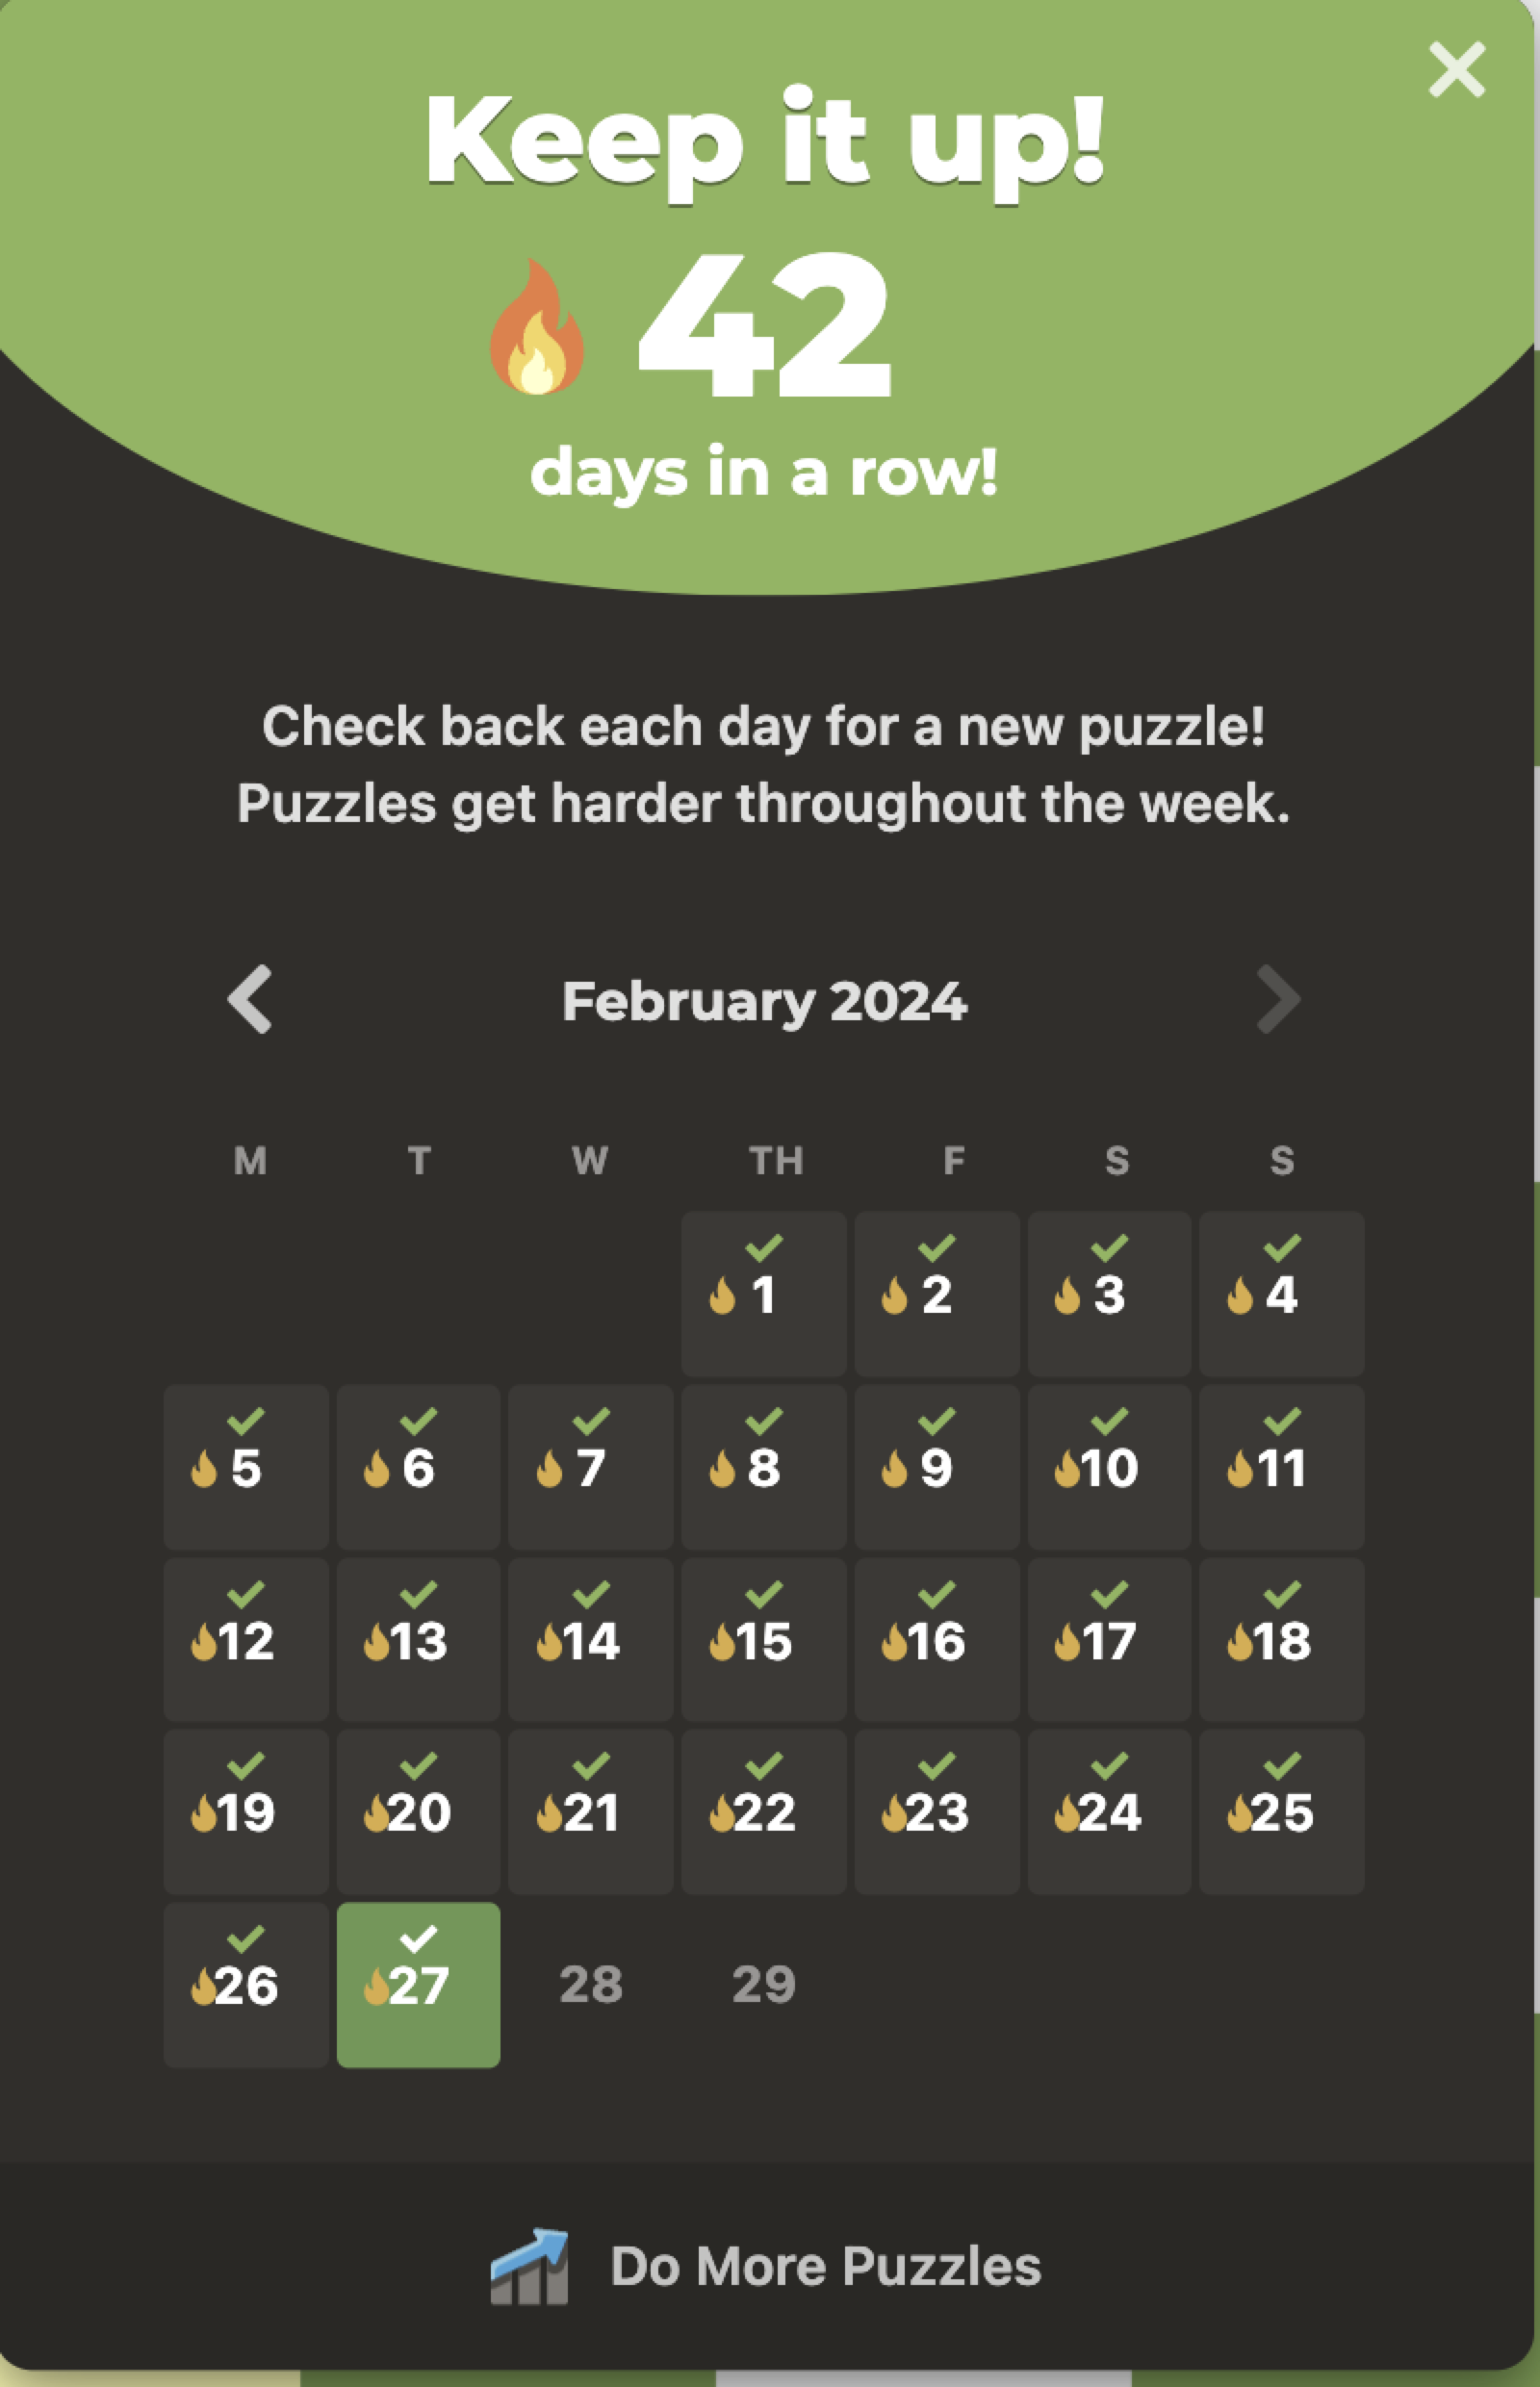 Keep it up!
42
days in a row!
Check back each day for a new puzzle!
Puzzles get harder throughout the week.
February 2024
M T W TH F S S
1 2 3 4
5 6 7 8 9 10 11
12 13 14 15 16 17 18
19 20 21 22 23 24 25
26 27 28 29
Do More Puzzles